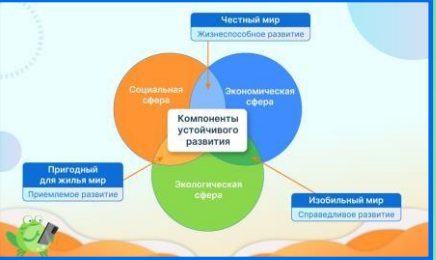 Честный мир
Жизнеспособное развитие
Социальная
сфера
Экономическая
сфера
Компоненты
устойчивого
развития
Пригодный
для жилья мир
Приемлемое развитие
Экологическая
сфера
Изобильный мир
Справедливое развитие